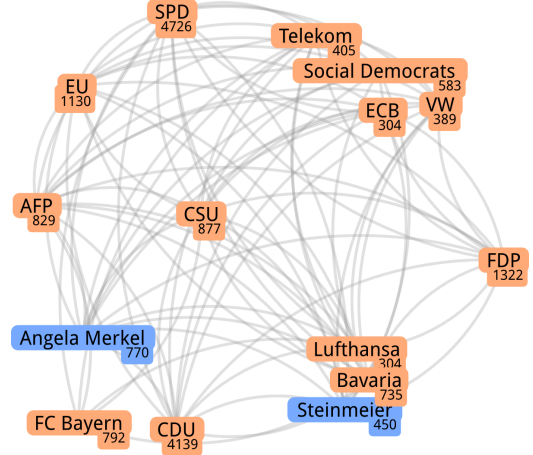 SPD
4726
Telekom
405
Social Democrats
583
EU
1130
ECB
304
VW
389
AFP
829
CSU
877
FDP
1322
Angela Merkel
770
Lufthansa
304
Bavaria
735
Steinmeier
450
FC Bayern
792
CDU
4139